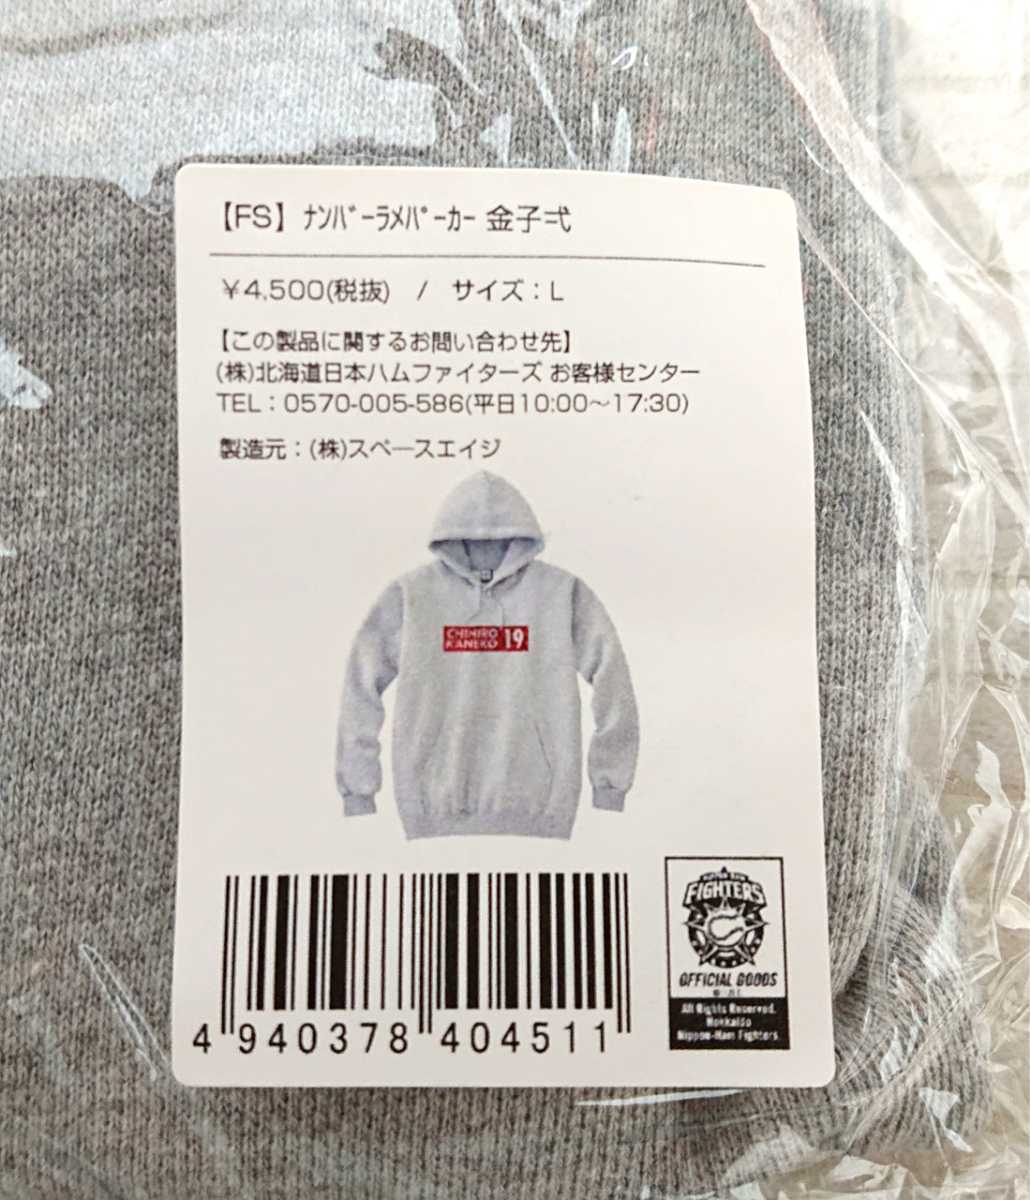 【FS】ﾅﾝﾊﾞｰﾗﾒﾊﾟｰｶｰ 金子弌
￥4,500(税抜) / サイズ：L
【この製品に関するお問い合わせ先】
(株)北海道日本ハムファイターズ お客様センター
TEL：0570-005-586(平日10:00～17:30)
製造元：(株)スペースエイジ
CHIHIRO
KANEKO 19
4 940378 404511
FIGHTERS
OFFICIAL GOODS
All Rights Reserved.
Hokkaido
Nippon-Ham Fighters